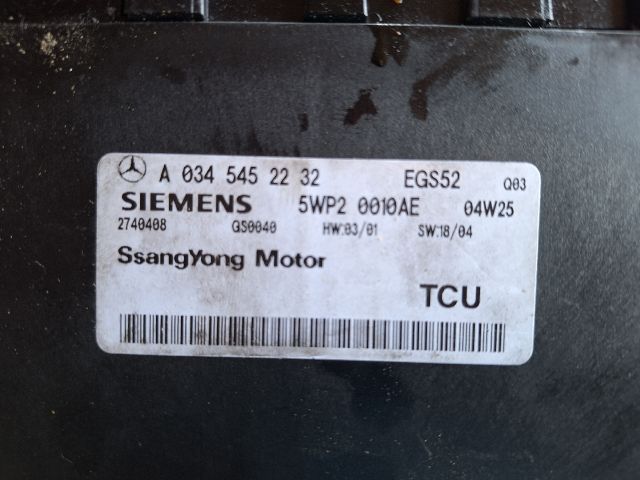 A 034 545 22 32 EGS52 Q03
SIEMENS 5WP2 0010AE 04W25
2740408 GS0040 HW:03/01 SW:18/04
SsangYong Motor
TCU